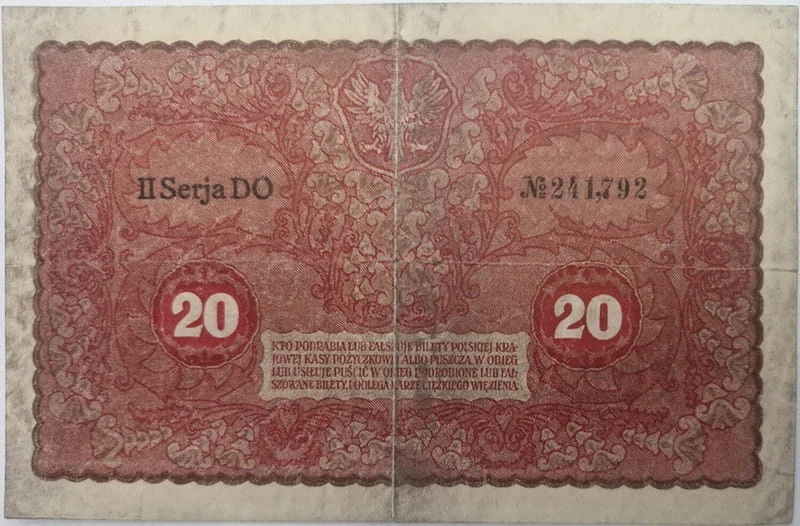 II Serja DO
№ 241,792
20
20
KTO PODRABIA LUB FAŁSZUJE BILETY POLSKIEJ KRA-
JOWEJ KASY POŻYCZKOWEJ ALBO PUSZCZA W OBIEG
LUB USIŁUJE PUŚCIĆ W OBIEG PODROBIONE LUB FAŁ-
SZOWANE BILETY, PODLEGA KARZE CIĘŻKIEGO WIĘZIENIA.